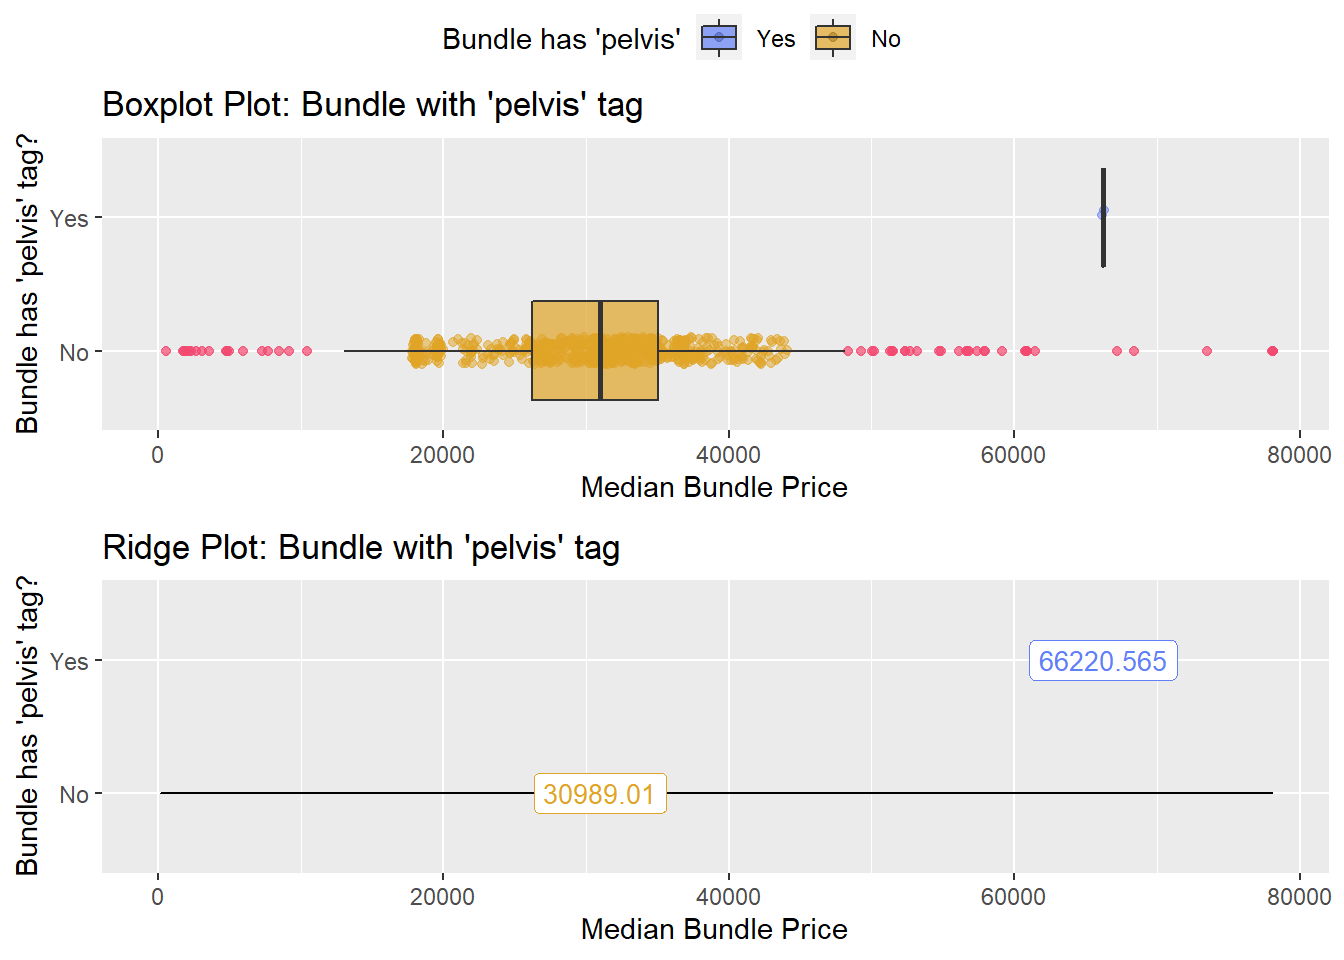 Bundle has 'pelvis' Yes No
Boxplot Plot: Bundle with 'pelvis' tag
Bundle has 'pelvis' tag?
Yes
No
0 20000 40000 60000 80000
Median Bundle Price
Ridge Plot: Bundle with 'pelvis' tag
Bundle has 'pelvis' tag?
Yes
66220.565
No
30989.01
0 20000 40000 60000 80000
Median Bundle Price